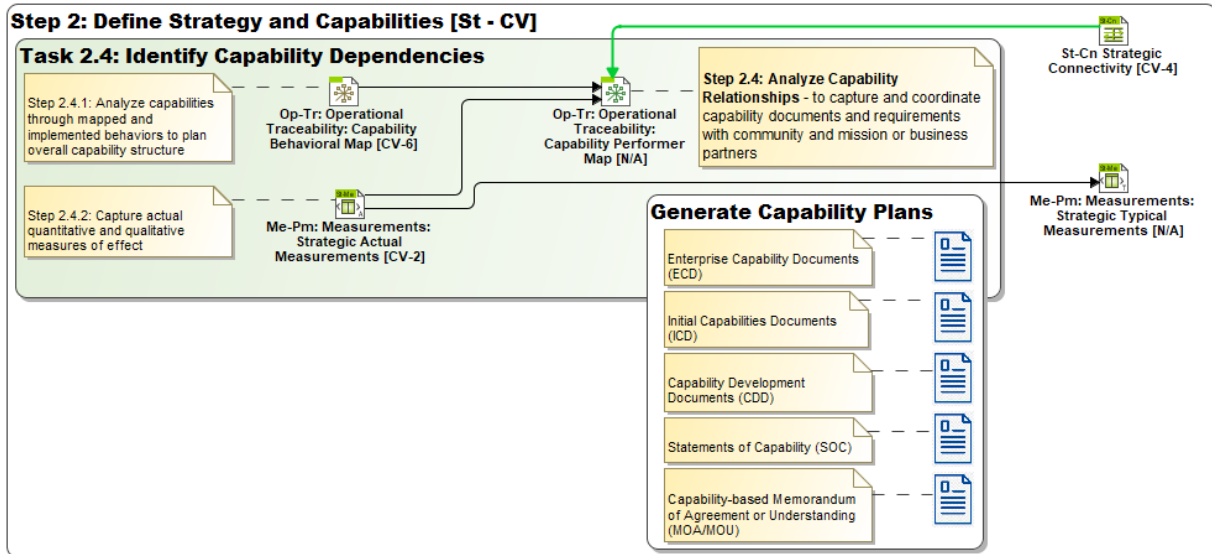 Step 2: Define Strategy and Capabilities [St - CV]
Task 2.4: Identify Capability Dependencies
St-Cn
St-Cn Strategic
Connectivity [CV-4]
Step 2.4.1: Analyze capabilities
through mapped and
implemented behaviors to plan
overall capability structure
Op-Tr: Operational
Traceability: Capability
Behavioral Map [CV-6]
Op-Tr: Operational
Traceability:
Capability Performer
Map [N/A]
Step 2.4: Analyze Capability
Relationships - to capture and coordinate
capability documents and requirements
with community and mission or business
partners
Step 2.4.2: Capture actual
quantitative and qualitative
measures of effect
St-Me
A
Me-Pm: Measurements:
Strategic Actual
Measurements [CV-2]
St-Me
T
Me-Pm: Measurements:
Strategic Typical
Measurements [N/A]
Generate Capability Plans
Enterprise Capability Documents
(ECD)
Initial Capabilities Documents
(ICD)
Capability Development
Documents (CDD)
Statements of Capability (SOC)
Capability-based Memorandum
of Agreement or Understanding
(MOA/MOU)